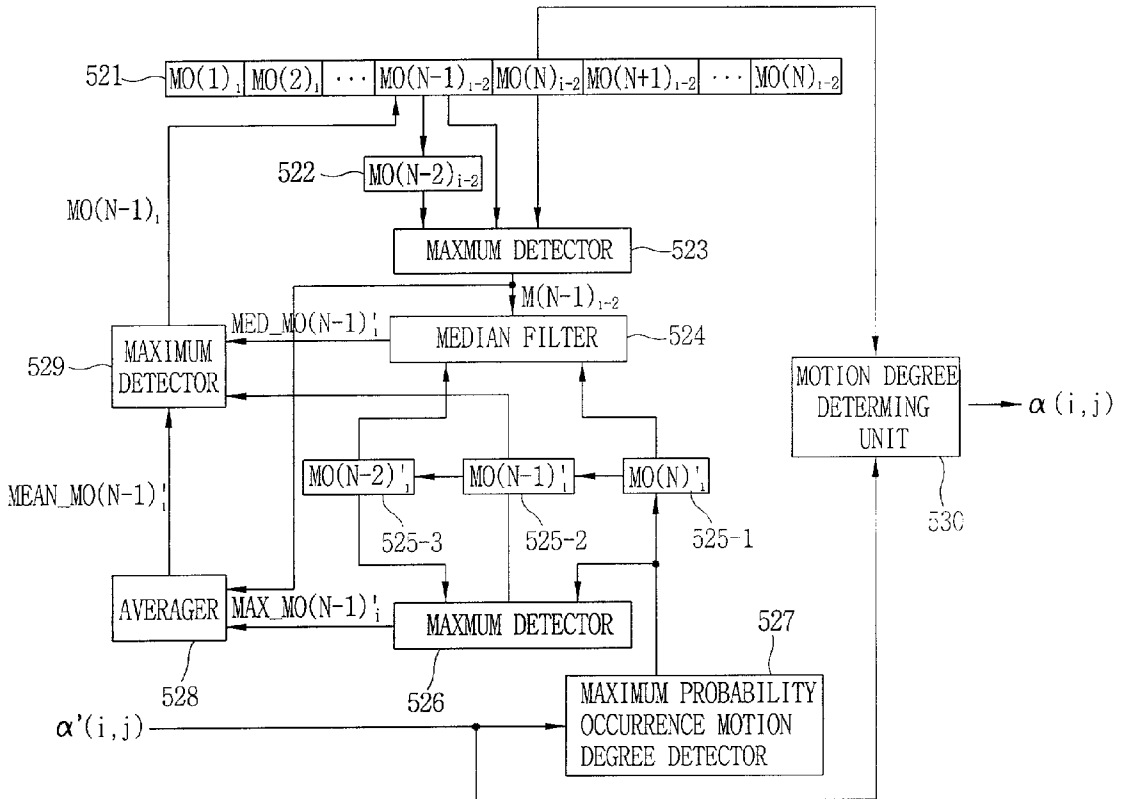 521 MO(1)ᵢ MO(2)ᵢ ··· MO(N-1)ᵢ₋₂ MO(N)ᵢ₋₂ MO(N+1)ᵢ₋₂ ··· MO(N)ᵢ₋₂
522 MO(N-2)ᵢ₋₂
MO(N-1)ᵢ
MAXMUM DETECTOR 523
M(N-1)ᵢ₋₂
MED_MO(N-1)'ᵢ
MEDIAN FILTER 524
529 MAXIMUM
DETECTOR
MOTION DEGREE
DETERMING
UNIT
α(i,j)
530
MO(N-2)'ᵢ MO(N-1)'ᵢ MO(N)'ᵢ
MEAN_MO(N-1)'ᵢ
525-3 525-2 525-1
AVERAGER
MAX_MO(N-1)'ᵢ
MAXMUM DETECTOR
528
526
527
α'(i,j)
MAXIMUM PROBABILITY
OCCURRENCE MOTION
DEGREE DETECTOR